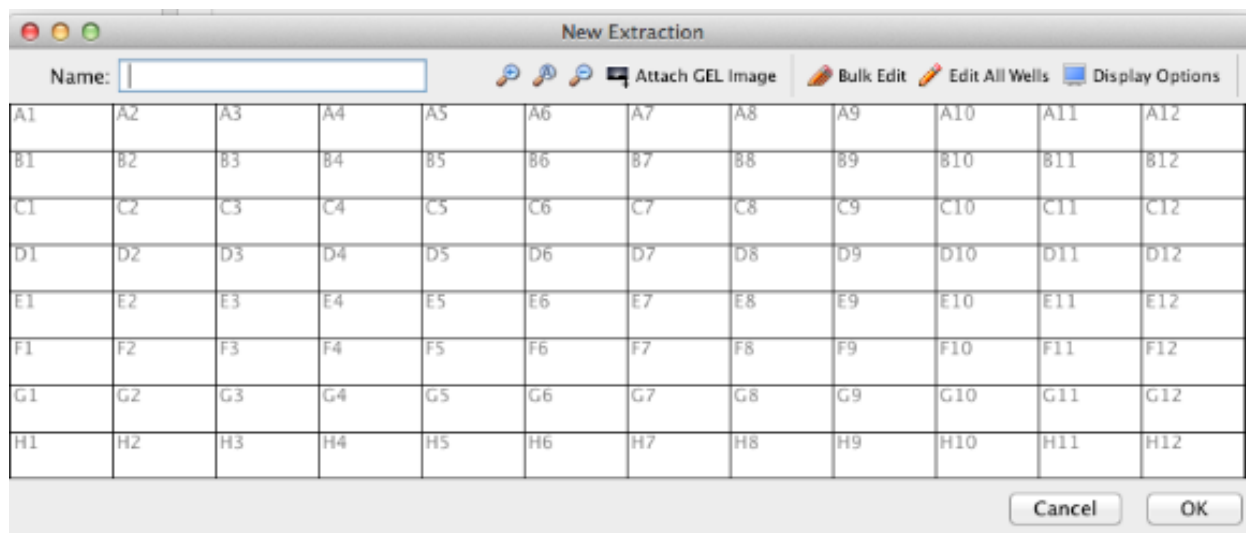 New Extraction
Name: Attach GEL Image Bulk Edit Edit All Wells Display Options
A1 A2 A3 A4 A5 A6 A7 A8 A9 A10 A11 A12
B1 B2 B3 B4 B5 B6 B7 B8 B9 B10 B11 B12
C1 C2 C3 C4 C5 C6 C7 C8 C9 C10 C11 C12
D1 D2 D3 D4 D5 D6 D7 D8 D9 D10 D11 D12
E1 E2 E3 E4 E5 E6 E7 E8 E9 E10 E11 E12
F1 F2 F3 F4 F5 F6 F7 F8 F9 F10 F11 F12
G1 G2 G3 G4 G5 G6 G7 G8 G9 G10 G11 G12
H1 H2 H3 H4 H5 H6 H7 H8 H9 H10 H11 H12
Cancel OK